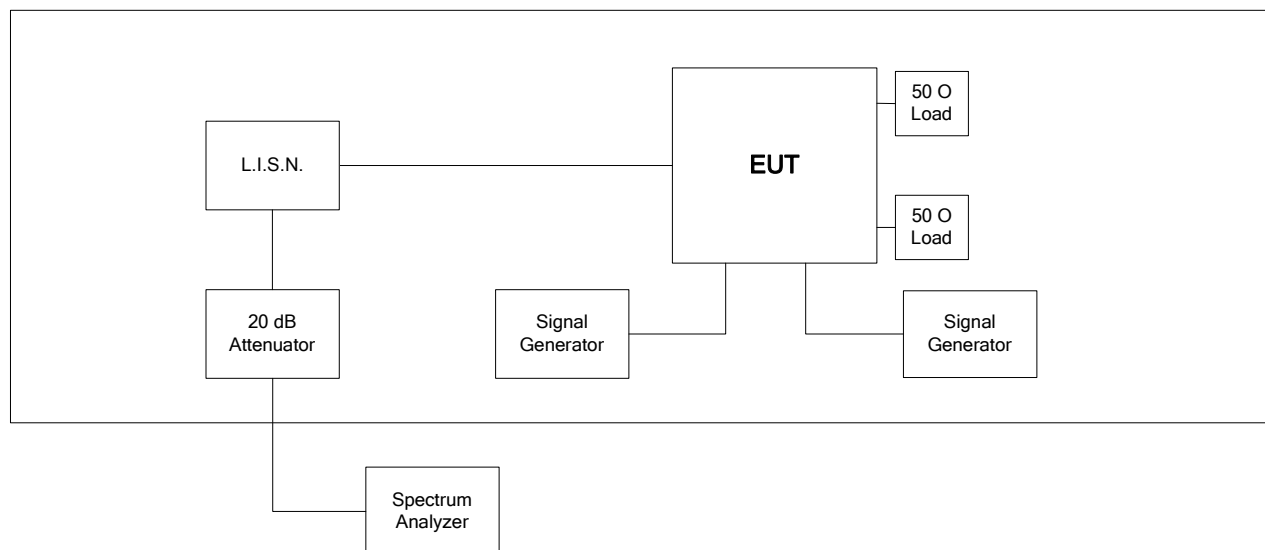 50 O
Load
L.I.S.N.
EUT
50 O
Load
20 dB
Attenuator
Signal
Generator
Signal
Generator
Spectrum
Analyzer